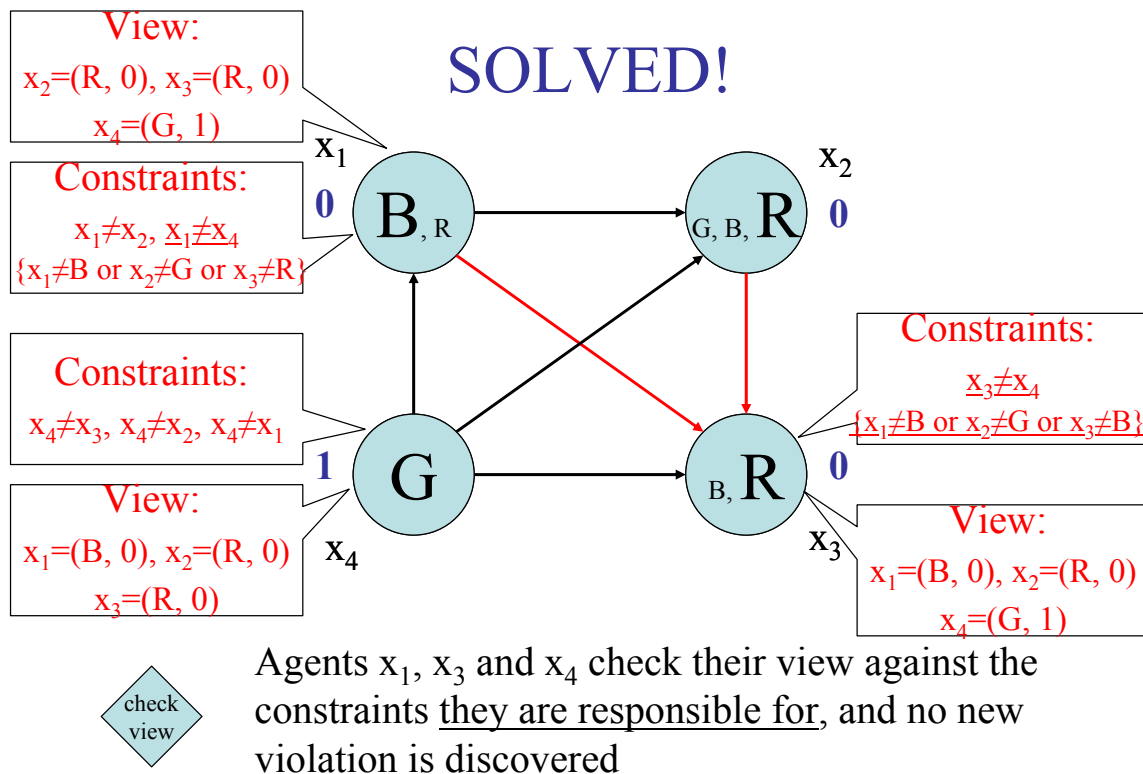 View:
x₂=(R, 0), x₃=(R, 0)
x₄=(G, 1)
SOLVED!
x₁
x₂
Constraints:
x₁≠x₂, x₁≠x₄
{x₁≠B or x₂≠G or x₃≠R}
0
B, R
G, B, R
0
Constraints:
x₄≠x₃, x₄≠x₂, x₄≠x₁
Constraints:
x₃≠x₄
{x₁≠B or x₂≠G or x₃≠B}
1
G
B, R
0
View:
x₁=(B, 0), x₂=(R, 0)
x₃=(R, 0)
x₄
x₃
View:
x₁=(B, 0), x₂=(R, 0)
x₄=(G, 1)
check
view
Agents x₁, x₃ and x₄ check their view against the
constraints they are responsible for, and no new
violation is discovered